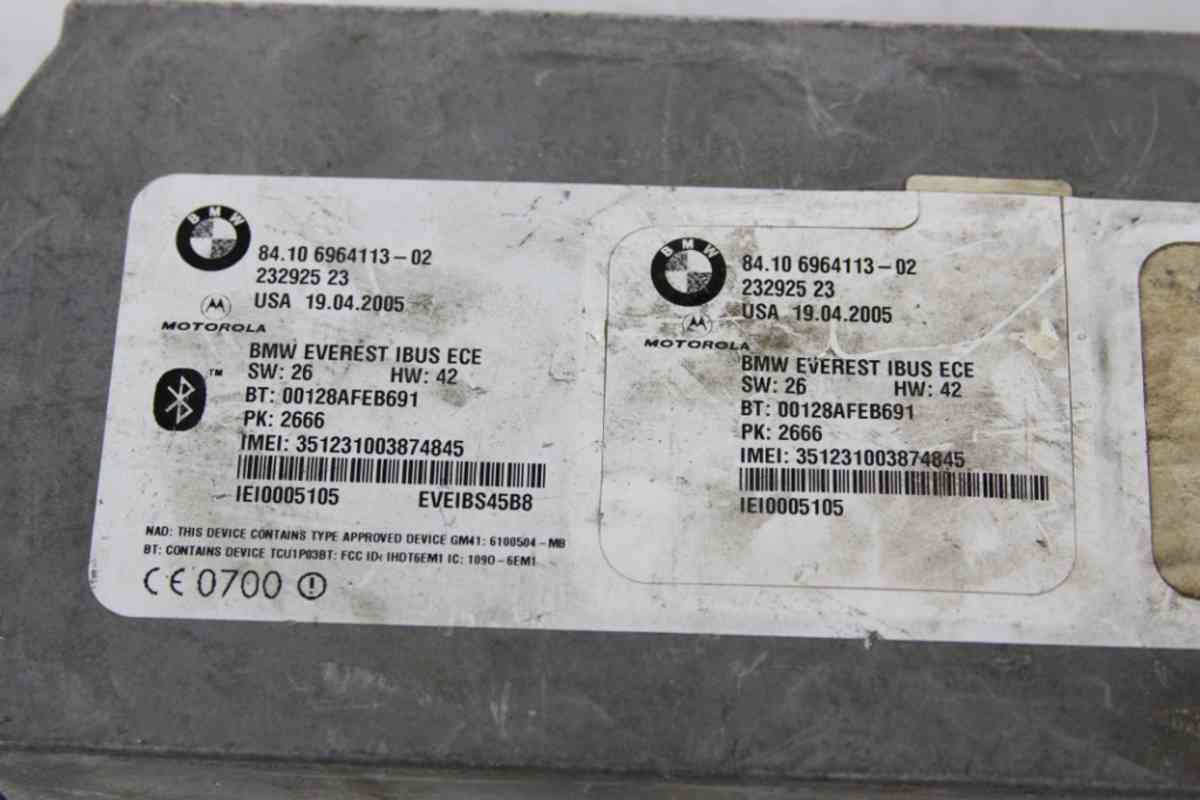 BMW
84.10 6964113-02
232925 23
USA 19.04.2005
MOTOROLA
BMW EVEREST IBUS ECE
SW: 26 HW: 42
TM
BT: 00128AFEB691
PK: 2666
IMEI: 351231003874845
IEI0005105 EVEIBS45B8
NAD: THIS DEVICE CONTAINS TYPE APPROVED DEVICE GM41: 6100504-MB
BT: CONTAINS DEVICE TCU1P03BT: FCC ID: IHDT6EM1 IC: 109O-6EM1
CE 0700
BMW
84.10 6964113-02
232925 23
USA 19.04.2005
MOTOROLA
BMW EVEREST IBUS ECE
SW: 26 HW: 42
BT: 00128AFEB691
PK: 2666
IMEI: 351231003874845
IEI0005105